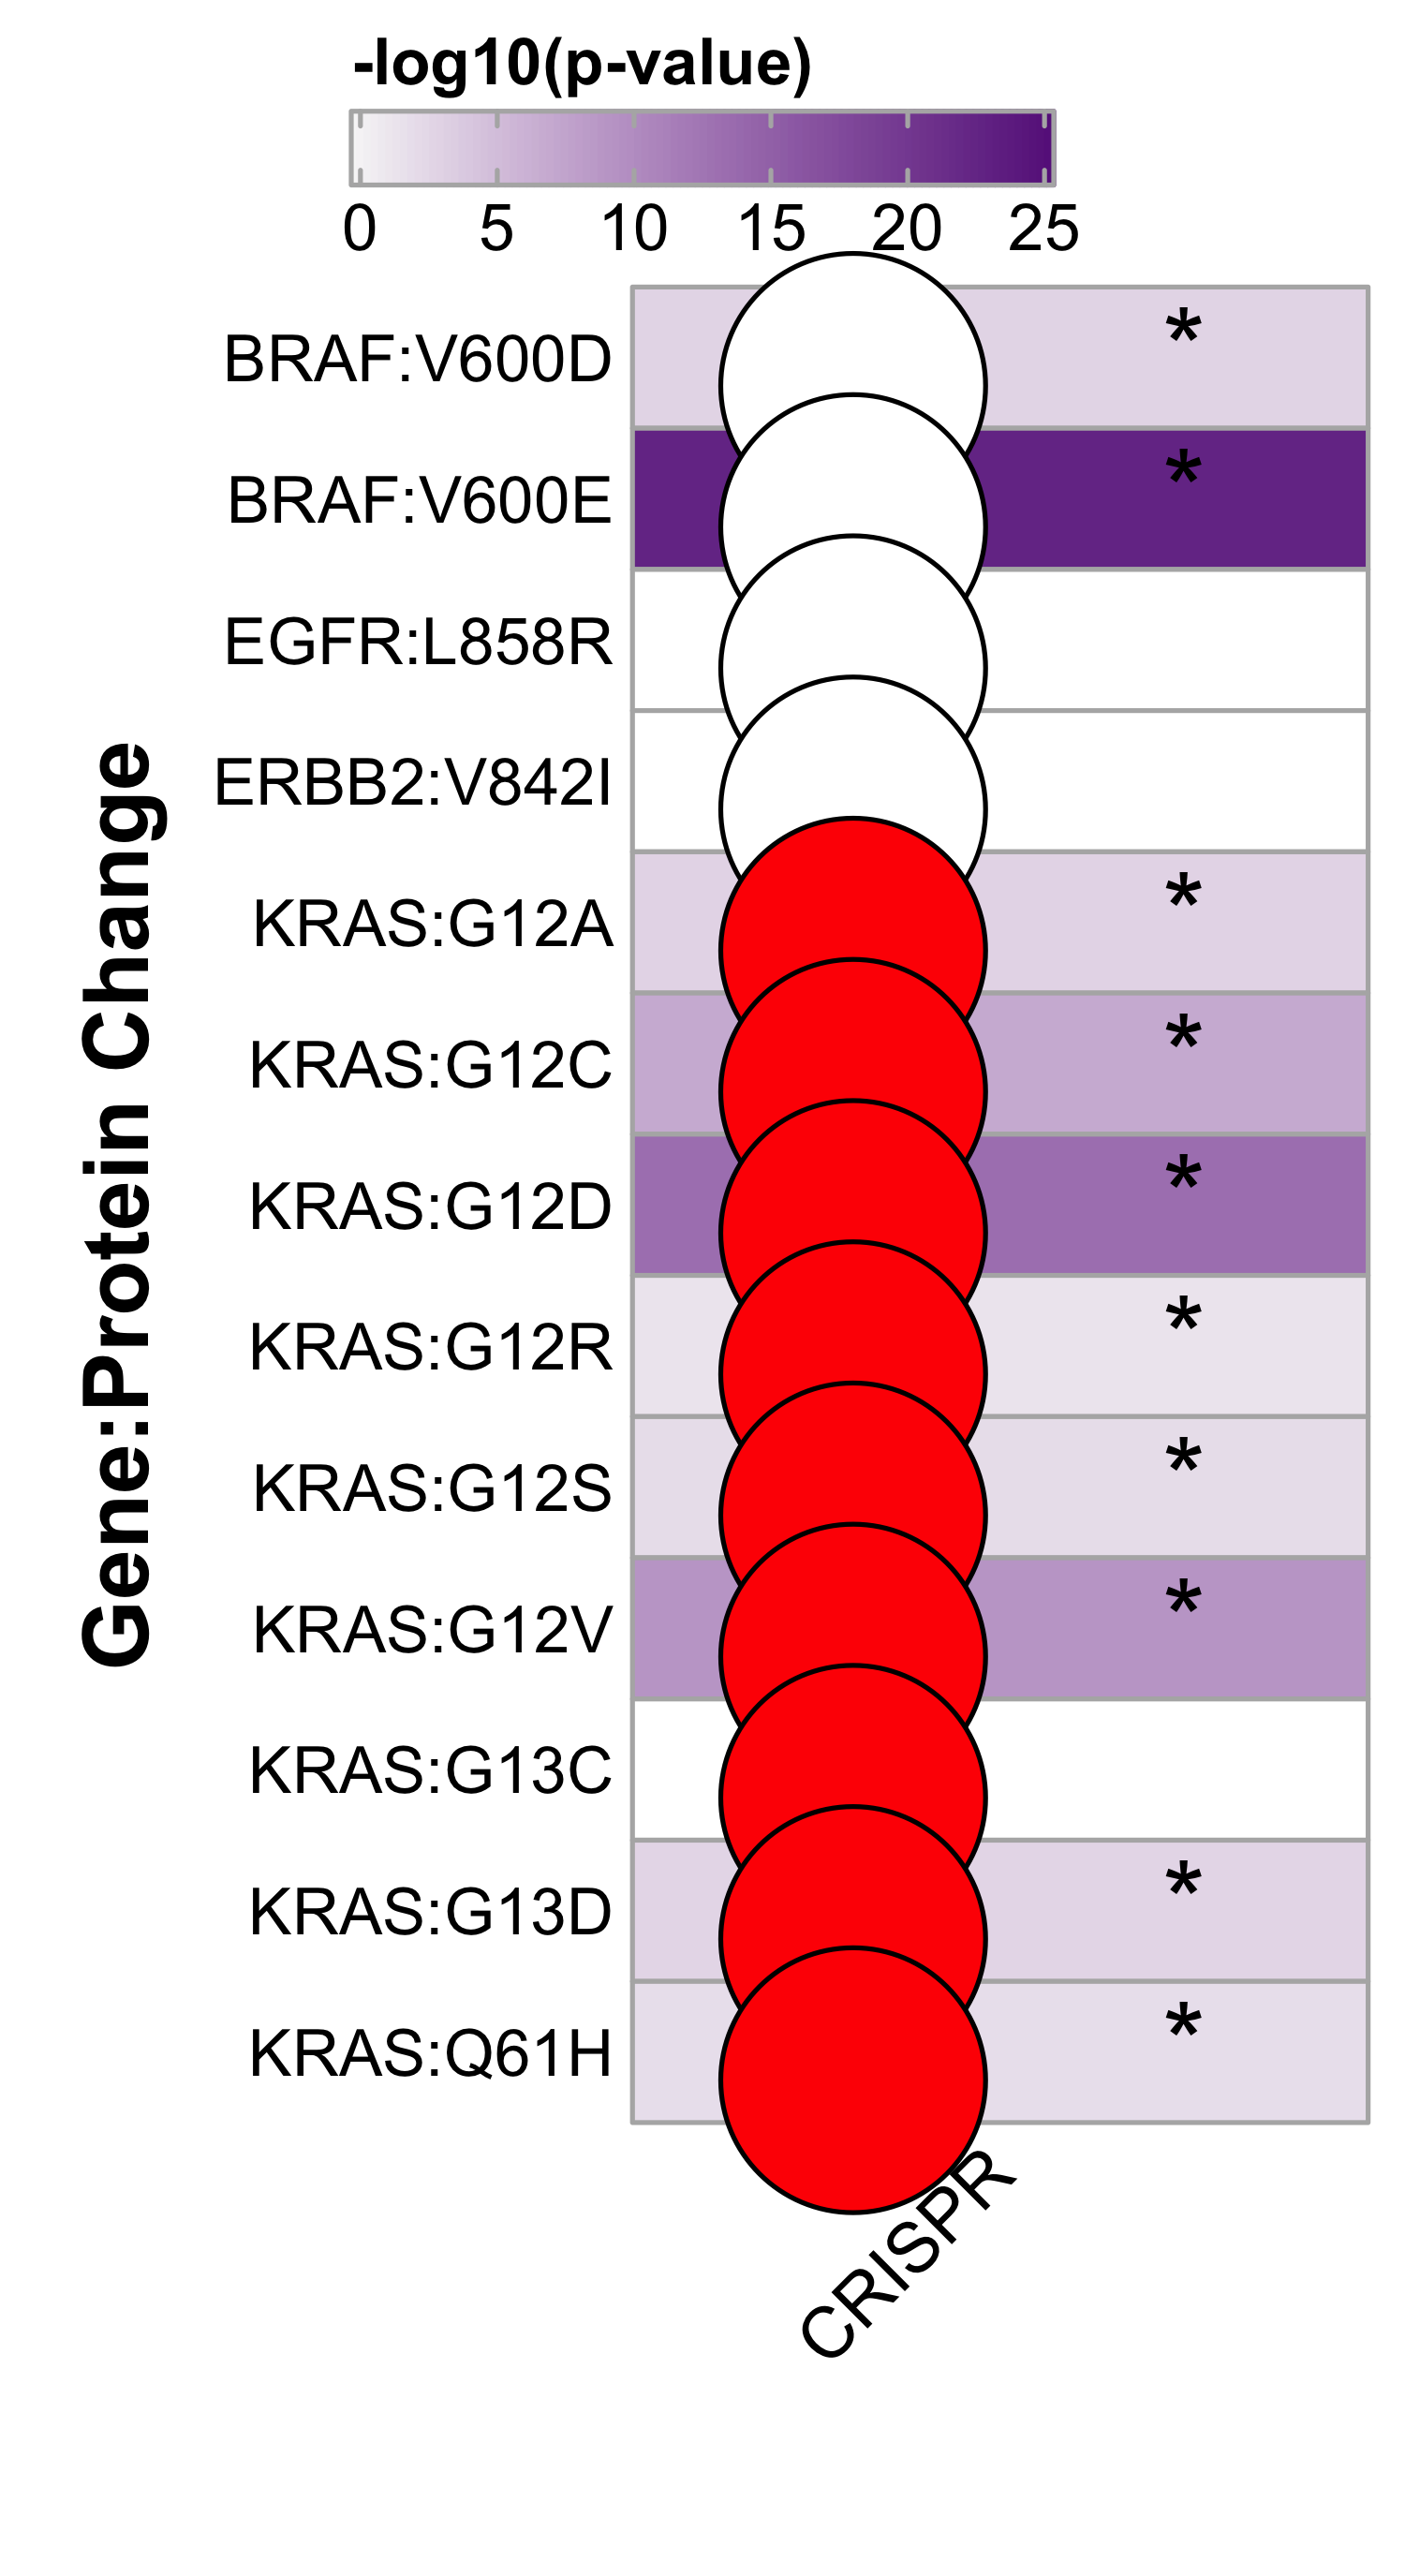 -log10(p-value)
0 5 10 15 20 25
BRAF:V600D *
BRAF:V600E *
EGFR:L858R
ERBB2:V842I
KRAS:G12A *
KRAS:G12C *
KRAS:G12D *
KRAS:G12R *
KRAS:G12S *
KRAS:G12V *
KRAS:G13C
KRAS:G13D *
KRAS:Q61H *
Gene:Protein Change
CRISPR